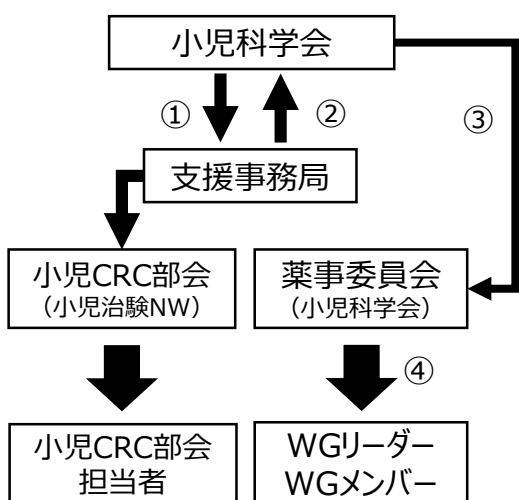 小児科学会
①
②
③
支援事務局
小児CRC部会
（小児治験NW）
薬事委員会
（小児科学会）
④
小児CRC部会
担当者
WGリーダー
WGメンバー